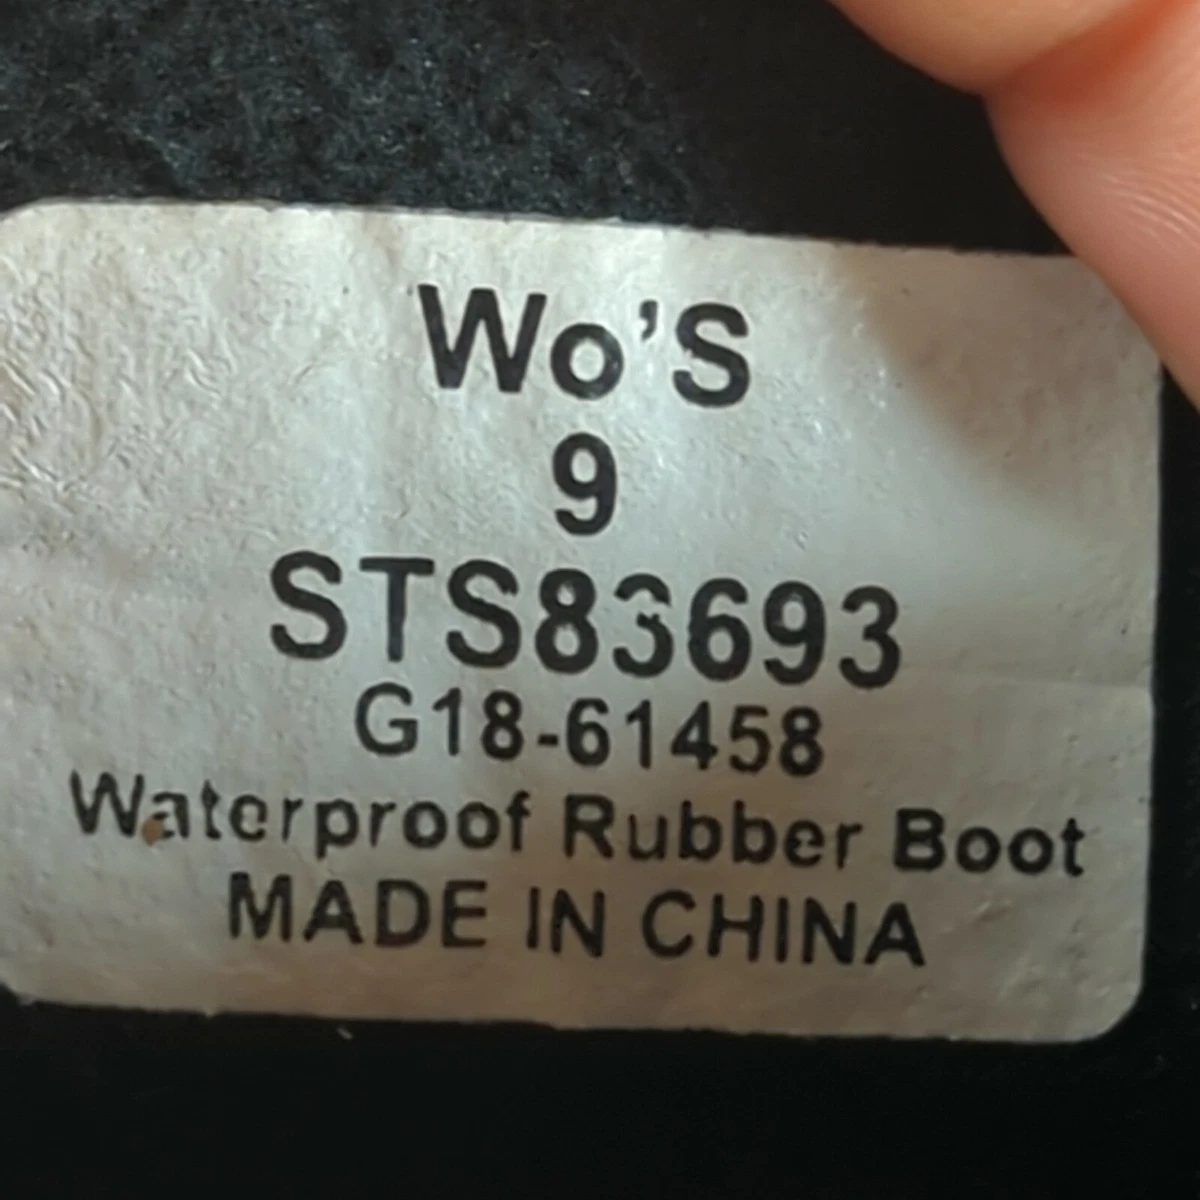 Wo'S
9
STS83693
G18-61458
Waterproof Rubber Boot
MADE IN CHINA